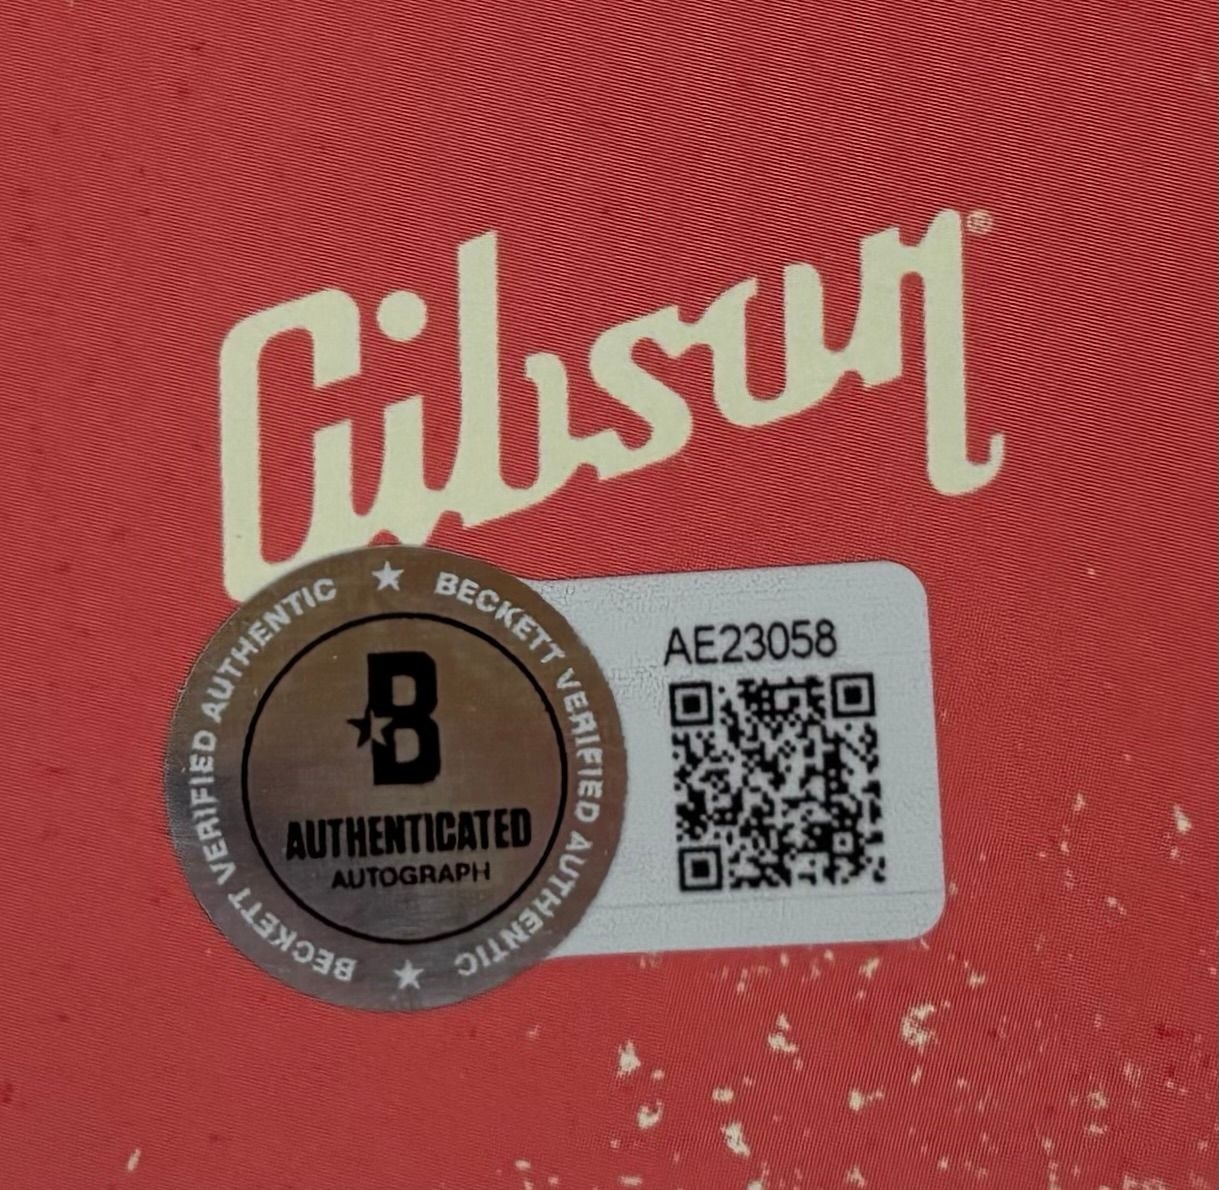 Gibson®
BECKETT VERIFIED AUTHENTIC ★ BECKETT VERIFIED AUTHENTIC ★
B
AUTHENTICATED
AUTOGRAPH
AE23058